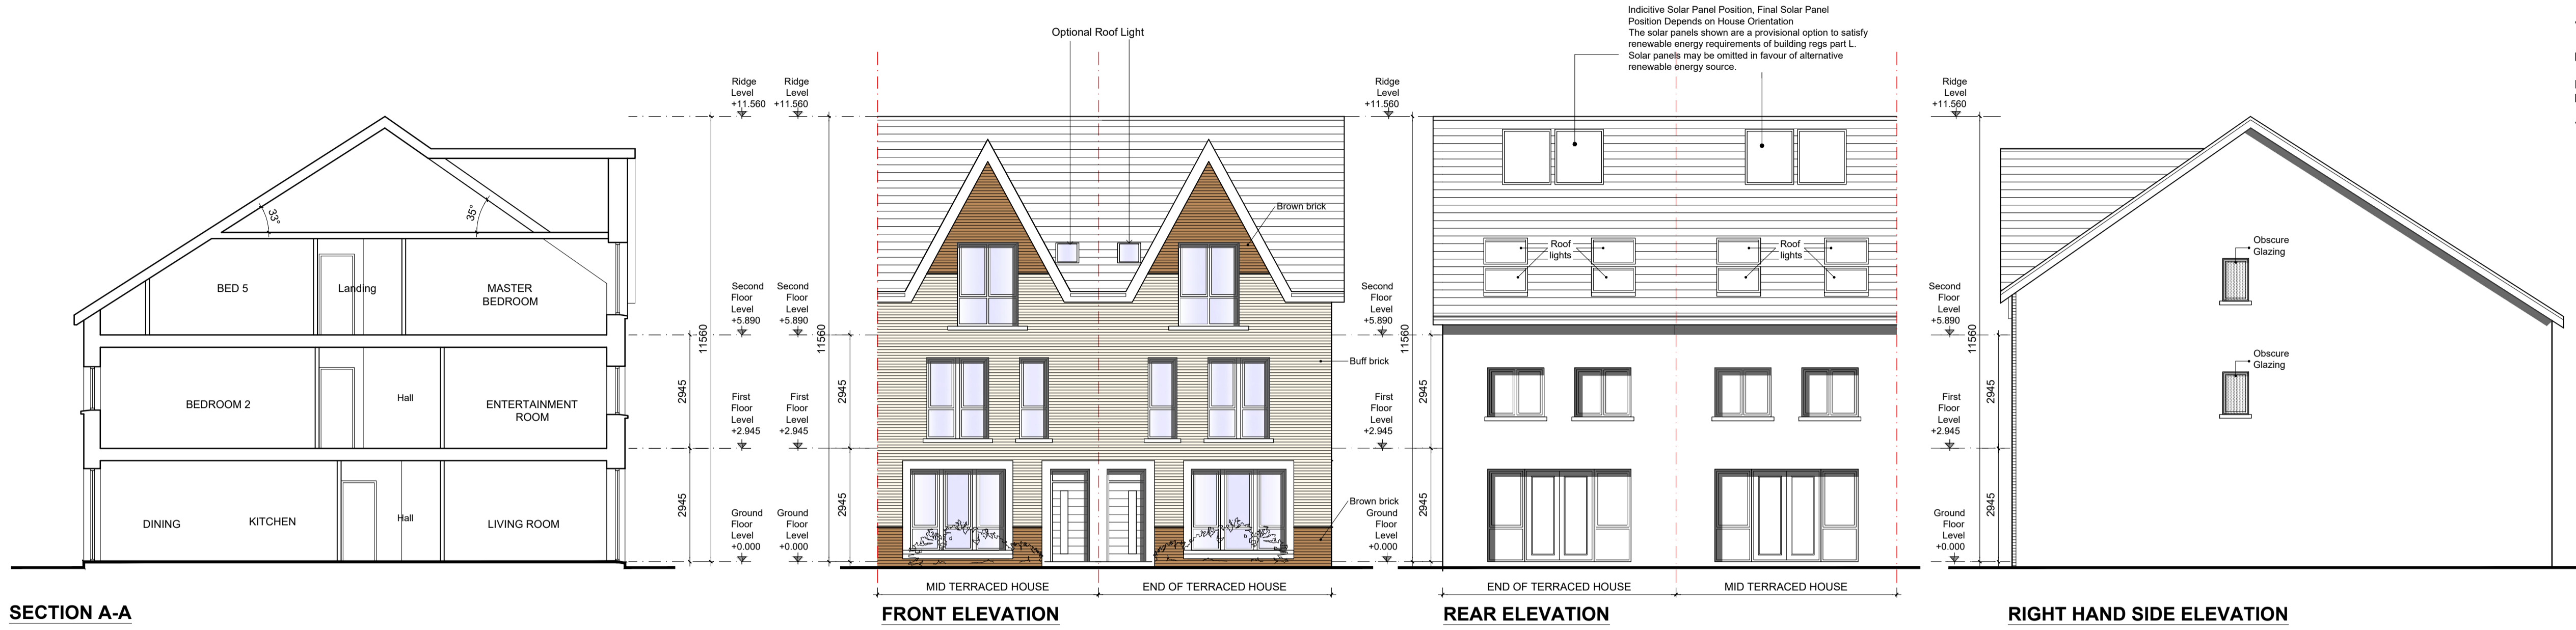 33°
35°
BED 5
Landing
MASTER
BEDROOM
BEDROOM 2
Hall
ENTERTAINMENT
ROOM
DINING
KITCHEN
Hall
LIVING ROOM
SECTION A-A
Ridge
Level
+11.560
Second
Floor
Level
+5.890
First
Floor
Level
+2.945
Ground
Floor
Level
+0.000
11560
2945
2945
Ridge
Level
+11.560
Second
Floor
Level
+5.890
First
Floor
Level
+2.945
Ground
Floor
Level
+0.000
11560
2945
2945
Optional Roof Light
Brown brick
Buff brick
Brown brick
MID TERRACED HOUSE
END OF TERRACED HOUSE
FRONT ELEVATION
Ridge
Level
+11.560
Second
Floor
Level
+5.890
First
Floor
Level
+2.945
Ground
Floor
Level
+0.000
11560
2945
2945
Indicitive Solar Panel Position, Final Solar Panel
Position Depends on House Orientation
The solar panels shown are a provisional option to satisfy
renewable energy requirements of building regs part L.
Solar panels may be omitted in favour of alternative
renewable energy source.
Roof
lights
Roof
lights
END OF TERRACED HOUSE
MID TERRACED HOUSE
REAR ELEVATION
Ridge
Level
+11.560
Second
Floor
Level
+5.890
First
Floor
Level
+2.945
Ground
Floor
Level
+0.000
11560
2945
2945
Obscure
Glazing
Obscure
Glazing
RIGHT HAND SIDE ELEVATION